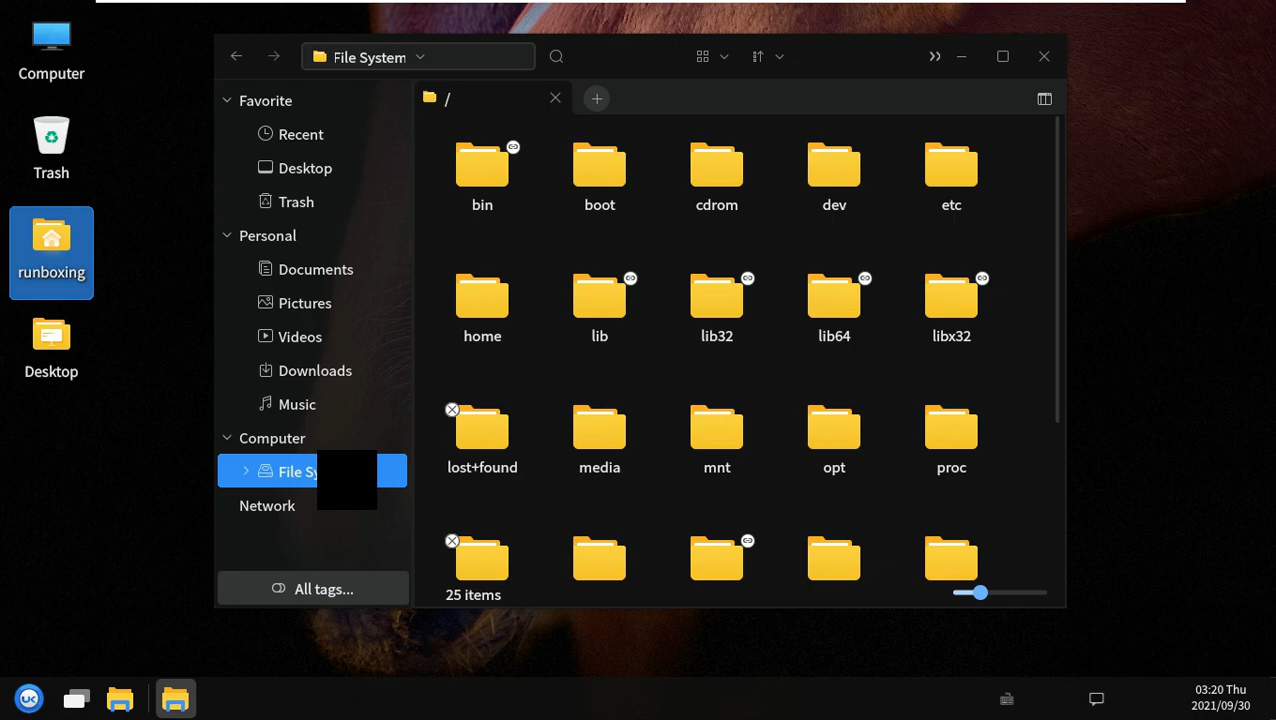 Computer
Trash
runboxing
Desktop
File System
/
Favorite
Recent
Desktop
Trash
Personal
Documents
Pictures
Videos
Downloads
Music
Computer
File Sy
Network
All tags...
bin boot cdrom dev etc
home lib lib32 lib64 libx32
lost+found media mnt opt proc
25 items
UK
03:20 Thu
2021/09/30